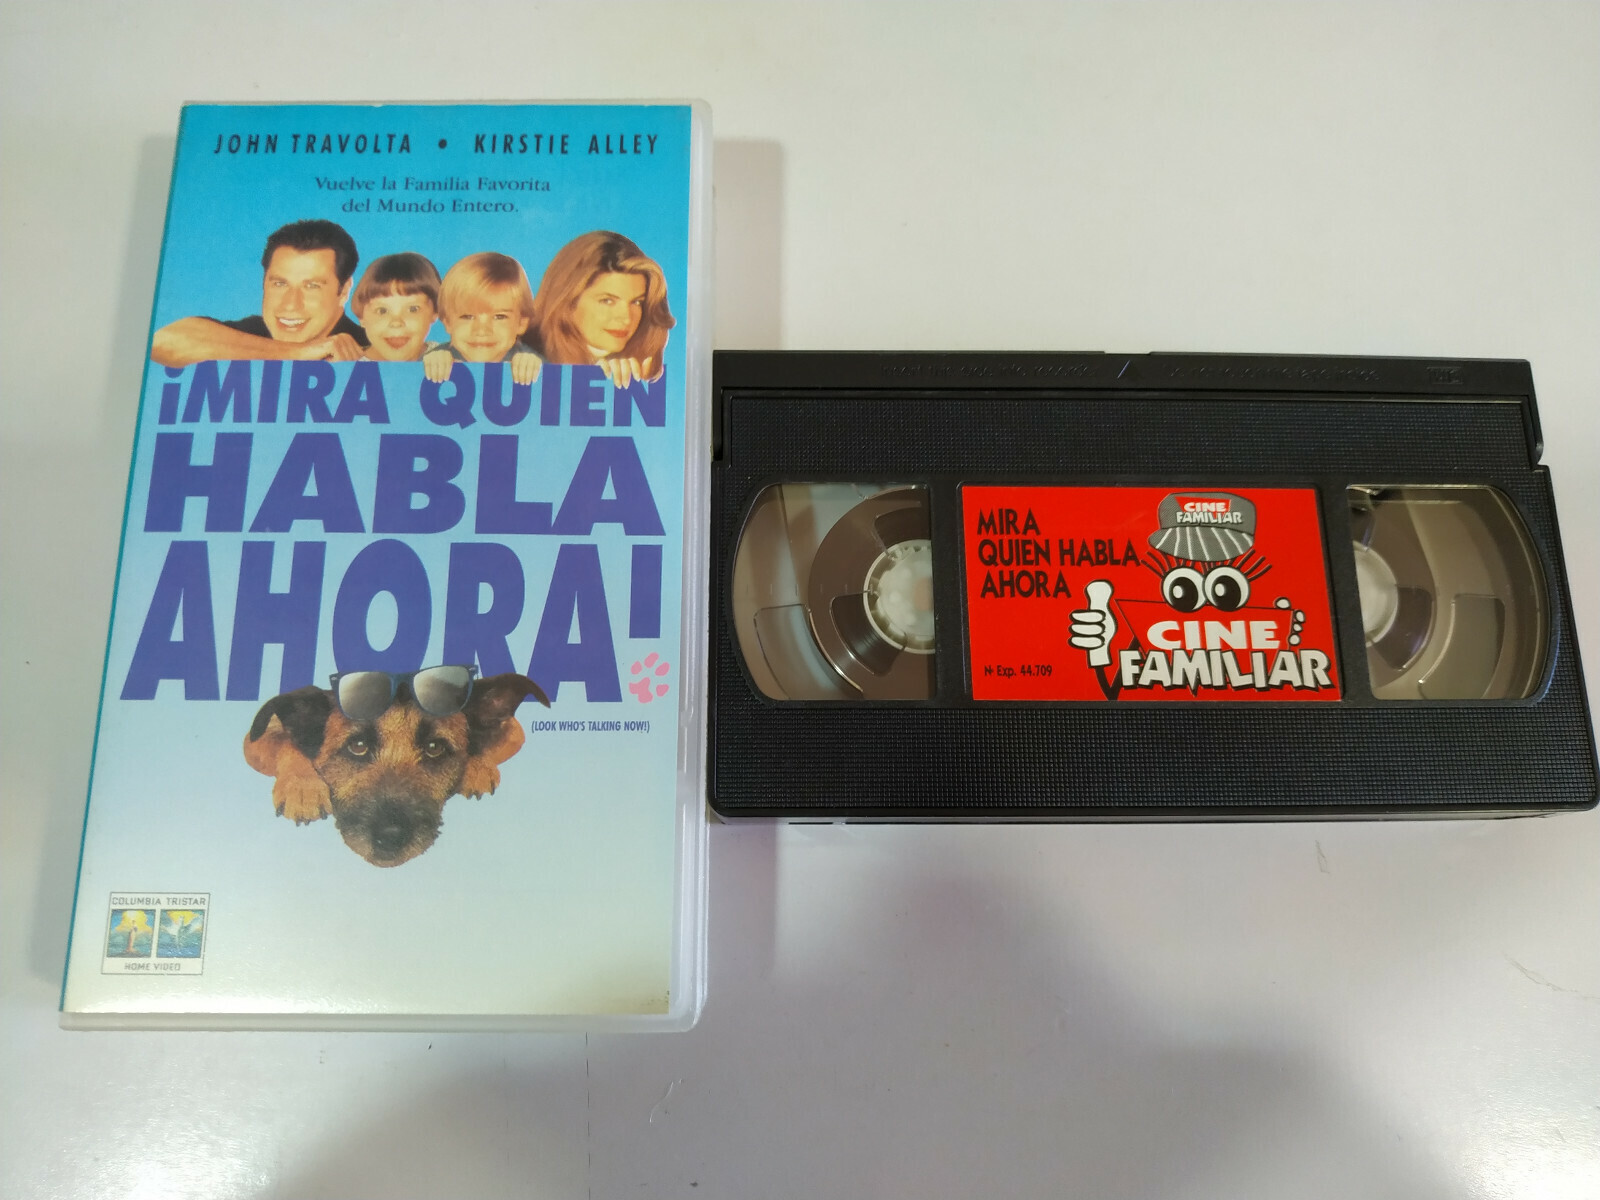 JOHN TRAVOLTA • KIRSTIE ALLEY
Vuelve la Familia Favorita
del Mundo Entero.
¡MIRA QUIEN
HABLA
AHORA!
(LOOK WHO'S TALKING NOW!)
COLUMBIA TRISTAR
HOME VIDEO
MIRA
QUIEN HABLA
AHORA
Nº Exp. 44.709
CINE
FAMILIAR
CINE
FAMILIAR